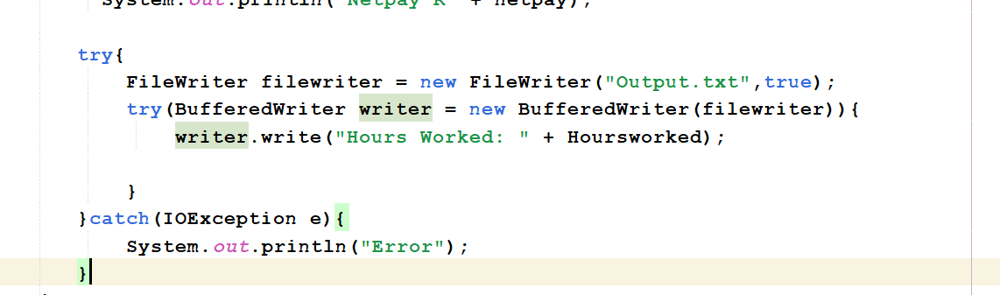 System.out.println("Netpay R" + netpay);
try{
FileWriter filewriter = new FileWriter("Output.txt",true);
try(BufferedWriter writer = new BufferedWriter(filewriter)){
writer.write("Hours Worked: " + Hoursworked);
}
}catch(IOException e){
System.out.println("Error");
}